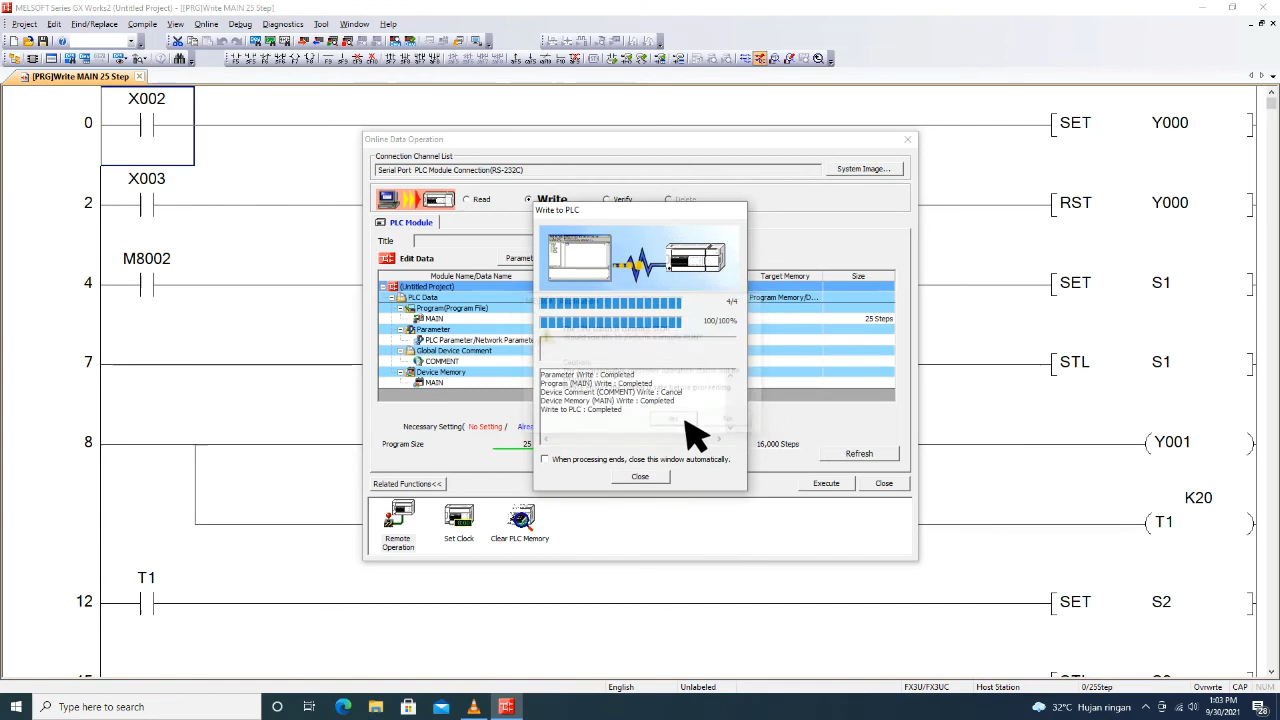 MELSOFT Series GX Works2 (Untitled Project) - [[PRG]Write MAIN 25 Step]
Project Edit Find/Replace Compile View Online Debug Diagnostics Tool Window Help
[PRG]Write MAIN 25 Step
X002
0
SET Y000
X003
2
RST Y000
M8002
4
SET S1
7
STL S1
8
Y001
K20
T1
T1
12
SET S2
Online Data Operation
Connection Channel List
Serial Port PLC Module Connection(RS-232C)
System Image...
Read
Write
Verify
Delete
PLC Module
Title
Edit Data
Module Name/Data Name
Target Memory
Size
(Untitled Project)
PLC Data
Program Memory/D...
Program(Program File)
MAIN
25 Steps
Parameter
PLC Parameter/Network Paramete
Global Device Comment
COMMENT
Device Memory
MAIN
Necessary Setting( No Setting /
Program Size
25
16,000 Steps
Refresh
Related Functions<<
Execute
Close
Remote Operation
Set Clock
Clear PLC Memory
Write to PLC
4/4
100/100%
Parameter Write : Completed
Program (MAIN) Write : Completed
Device Comment (COMMENT) Write : Cancel
Device Memory (MAIN) Write : Completed
Write to PLC : Completed
When processing ends, close this window automatically.
Close
English
Unlabeled
FX3U/FX3UC
Host Station
0/25Step
Ovrwrte
CAP
NUM
Type here to search
32°C Hujan ringan
1:03 PM
9/30/2021
28